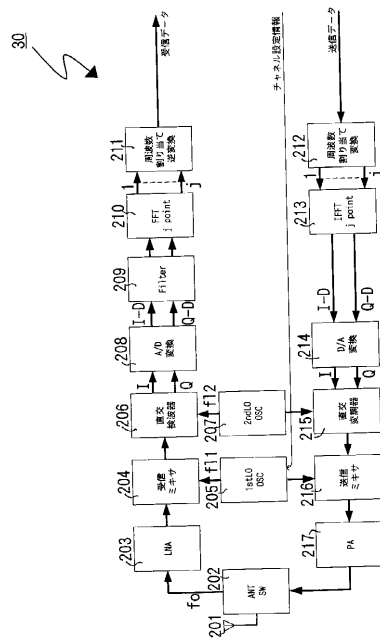 30
201
fo
202
ANT
SW
203
LNA
204
受信
ミキサ
fl1
205
1stLO
OSC
206
直交
検波器
fl2
207
2ndLO
OSC
I
Q
208
A/D
変換
I-D
Q-D
209
Filter
210
FFT
j point
1
j
211
周波数
割り当て
逆変換
受信データ
チャネル設定情報
送信データ
212
周波数
割り当て
変換
1
j
213
IFFT
j point
I-D
Q-D
214
D/A
変換
I
Q
215
直交
変調器
216
送信
ミキサ
217
PA